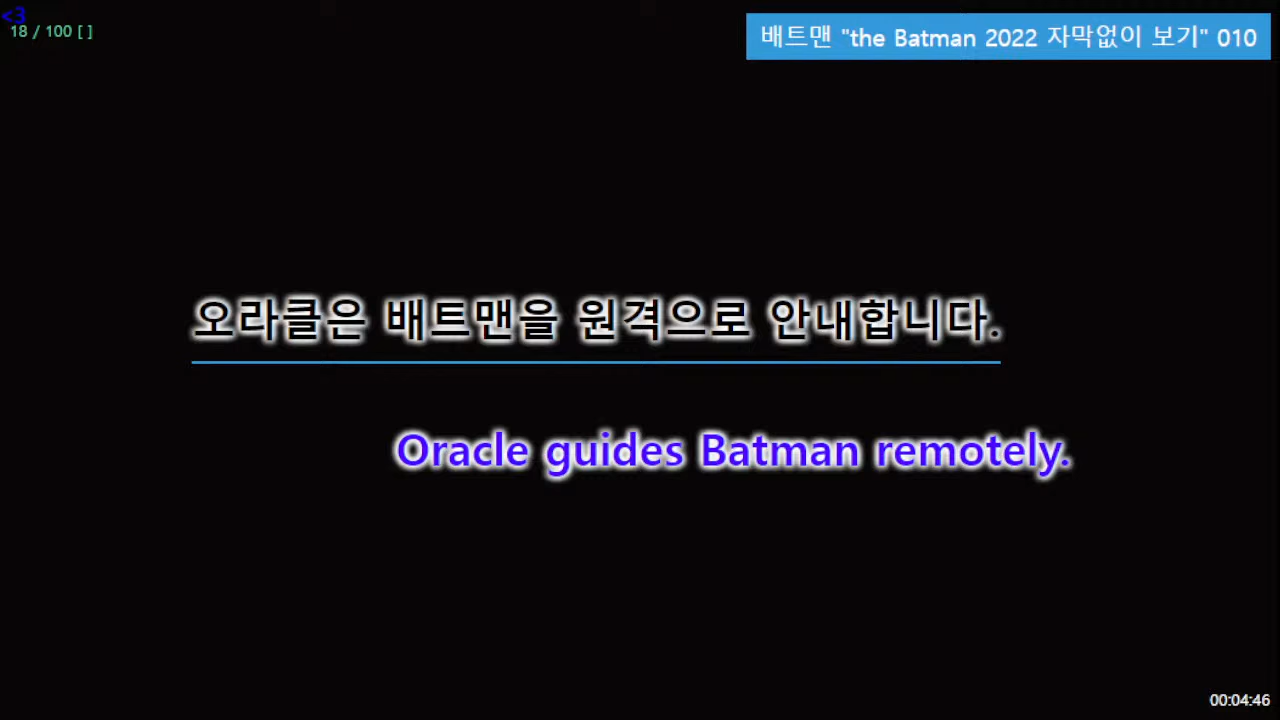 <3
18 / 100 [ ]
배트맨 "the Batman 2022 자막없이 보기" 010
오라클은 배트맨을 원격으로 안내합니다.
Oracle guides Batman remotely.
00:04:46